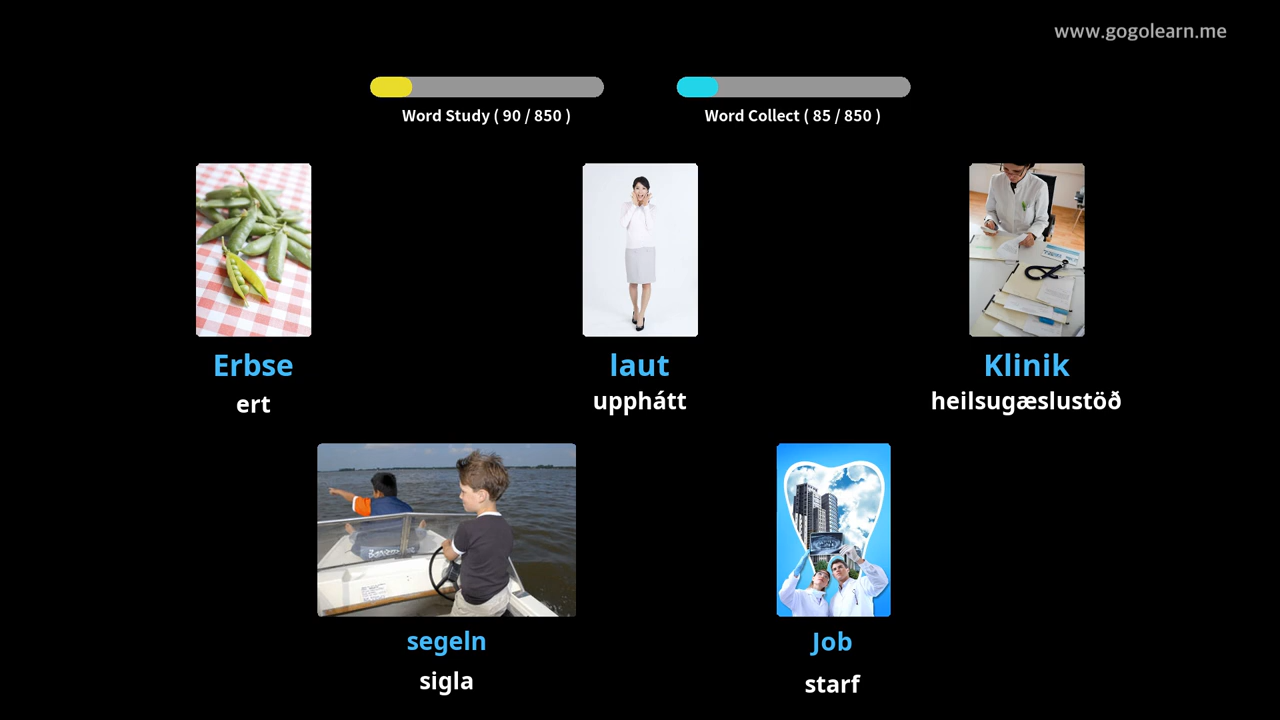 www.gogolearn.me
Word Study ( 90 / 850 )
Word Collect ( 85 / 850 )
Erbse
laut
Klinik
ert
upphátt
heilsugæslustöð
segeln
Job
sigla
starf